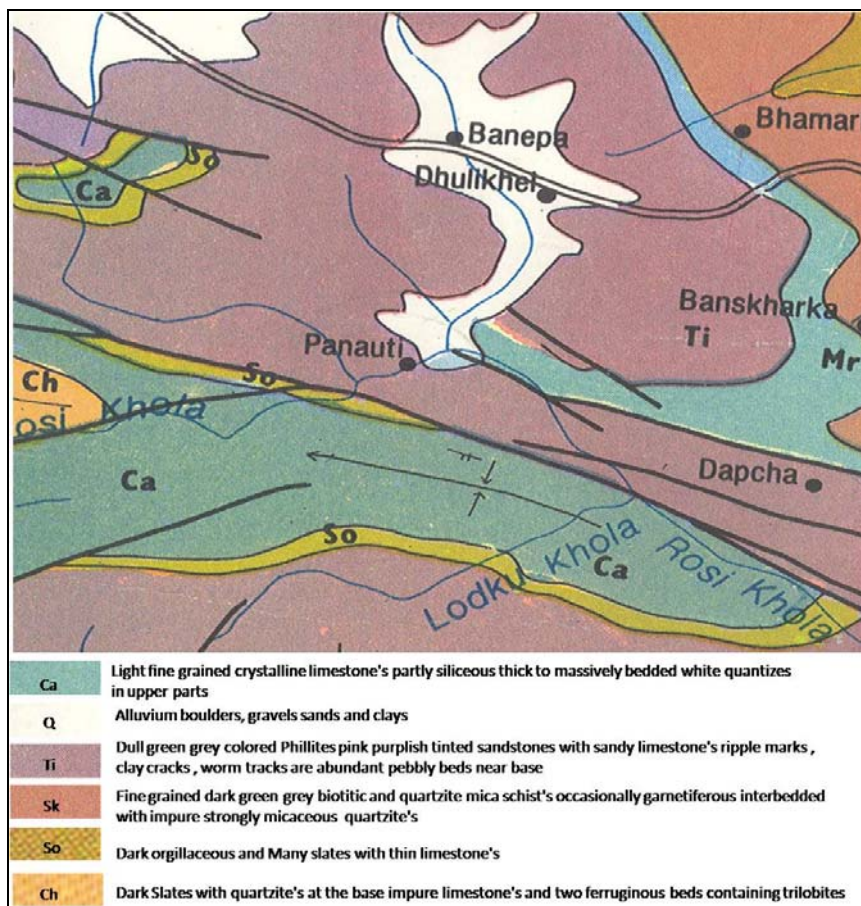 Banepa
Bhamar
Dhulikhel
So
Ca
Banskharka
Ti
Panauti
So
Mr
Ch
osi Khola
Dapcha
Ca
So
Lodku Khola
Rosi Khola
Ca
Ca Light fine grained crystalline limestone's partly siliceous thick to massively bedded white quantizes
in upper parts
Q Alluvium boulders, gravels sands and clays
Ti Dull green grey colored Phillites pink purplish tinted sandstones with sandy limestone's ripple marks ,
clay cracks , worm tracks are abundant pebbly beds near base
Sk Fine grained dark green grey biotitic and quartzite mica schist's occasionally garnetiferous interbedded
with impure strongly micaceous quartzite's
So Dark orgillaceous and Many slates with thin limestone's
Ch Dark Slates with quartzite's at the base impure limestone's and two ferruginous beds containing trilobites